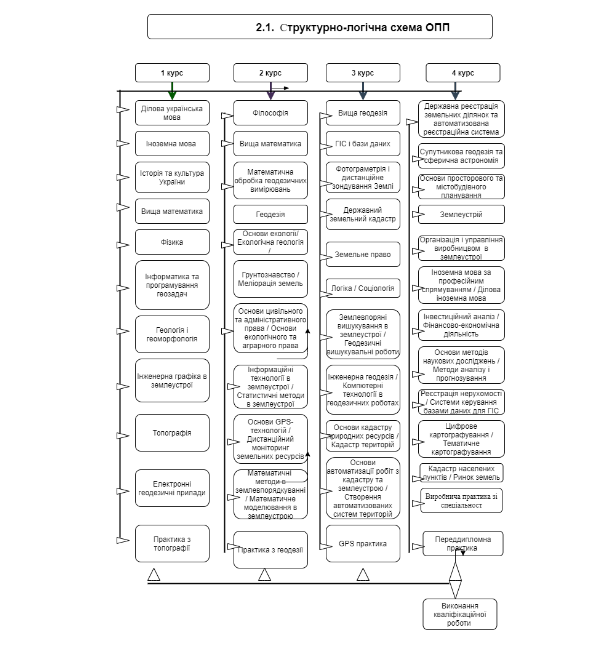 2.1. Структурно-логічна схема ОПП
1 курс
2 курс
3 курс
4 курс
Ділова українська
мова
Іноземна мова
Історія та культура
України
Вища математика
Фізика
Інформатика та
програмування
геозадач
Геологія і
геоморфологія
Інженерна графіка в
землеустрої
Топографія
Електронні
геодезичні прилади
Практика з
топографії
Філософія
Вища математика
Математична
обробка геодезичних
вимірювань
Геодезія
Основи екології/
Екологічна геологія
/
Грунтознавство /
Меліорація земель
Основи цивільного
та адміністративного
права / Основи
екологічного та
аграрного права
Інформаційні
технології в
землеустрої /
Статистичні методи
в землеустрої
Основи GPS-
технологій /
Дистанційний
моніторинг
земельних ресурсів
Математичні
методи в
землевпорядкуванні
/ Математичне
моделювання в
землеустрою
Практика з геодезії
Вища геодезія
ГІС і бази даних
Фотограметрія і
дистанційне
зондування Землі
Державний
земельний кадастр
Земельне право
Логіка / Соціологія
Землевпоряні
вишукування в
землеустрої /
Геодезичні
вишукувальні роботи
Інженерна геодезія /
Компютерні
технології в
геодезичних роботах
Основи кадастру
природних ресурсів /
Кадастр територій
Основи
автоматизації робіт з
кадастру та
землеустрою /
Створення
автоматизованих
систем територій
GPS практика
Державна реєстрація
земельних ділянок та
автоматизована
реєстраційна система
Супутникова геодезія та
сферична астрономія
Основи просторового та
містобудівного
планування
Землеустрій
Організація і управління
виробництвом в
землеустрої
Іноземна мова за
професійним
спрямуванням / Ділова
іноземна мова
Інвестиційний аналіз /
Фінансово-економічна
діяльність
Основи методів
наукових досліджень /
Методи аналізу і
прогнозування
Реєстрація нерухомості
/ Системи керування
базами даних для ГІС
Цифрове
картографування /
Тематичне
картографування
Кадастр населених
пунктів / Ринок земель
Виробнича практика зі
спеціальност
Переддипломна
практика
Виконання
кваліфікаційної
роботи